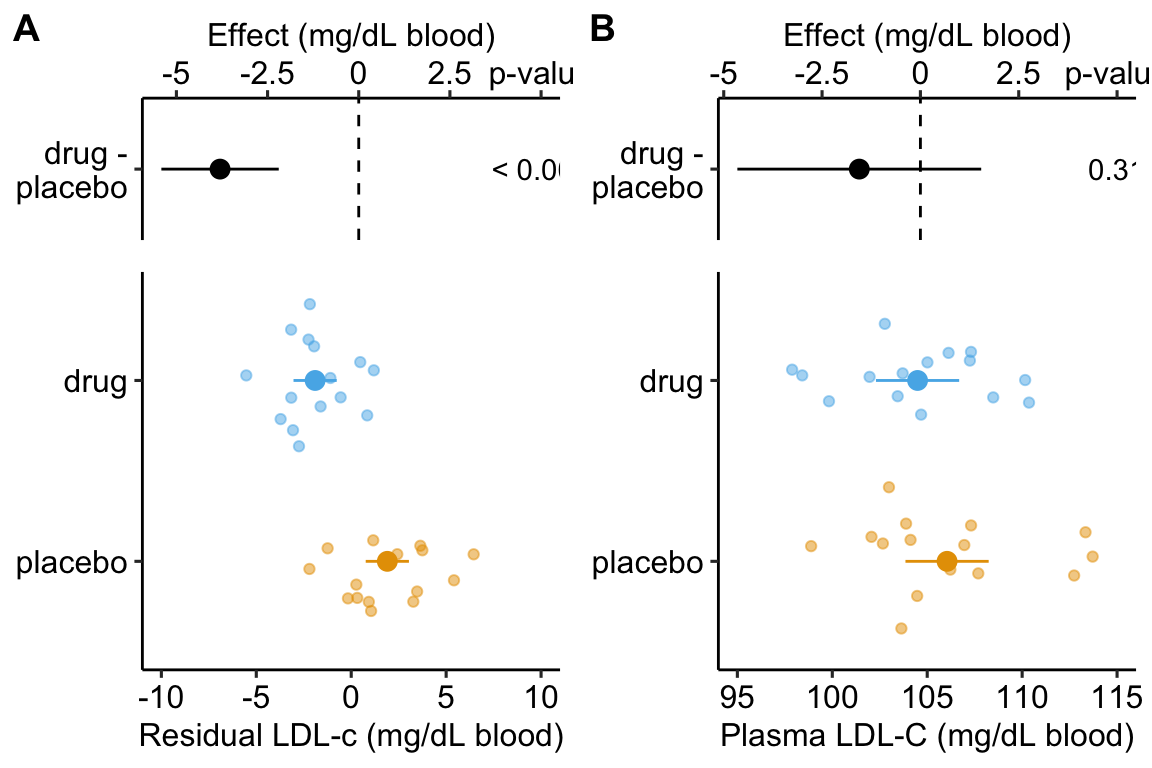 A
Effect (mg/dL blood)
-5 -2.5 0 2.5 p-valu
drug -
placebo
< 0.0
drug
placebo
-10 -5 0 5 10
Residual LDL-c (mg/dL blood)
B
Effect (mg/dL blood)
-5 -2.5 0 2.5 p-valu
drug -
placebo
0.31
drug
placebo
95 100 105 110 115
Plasma LDL-C (mg/dL blood)